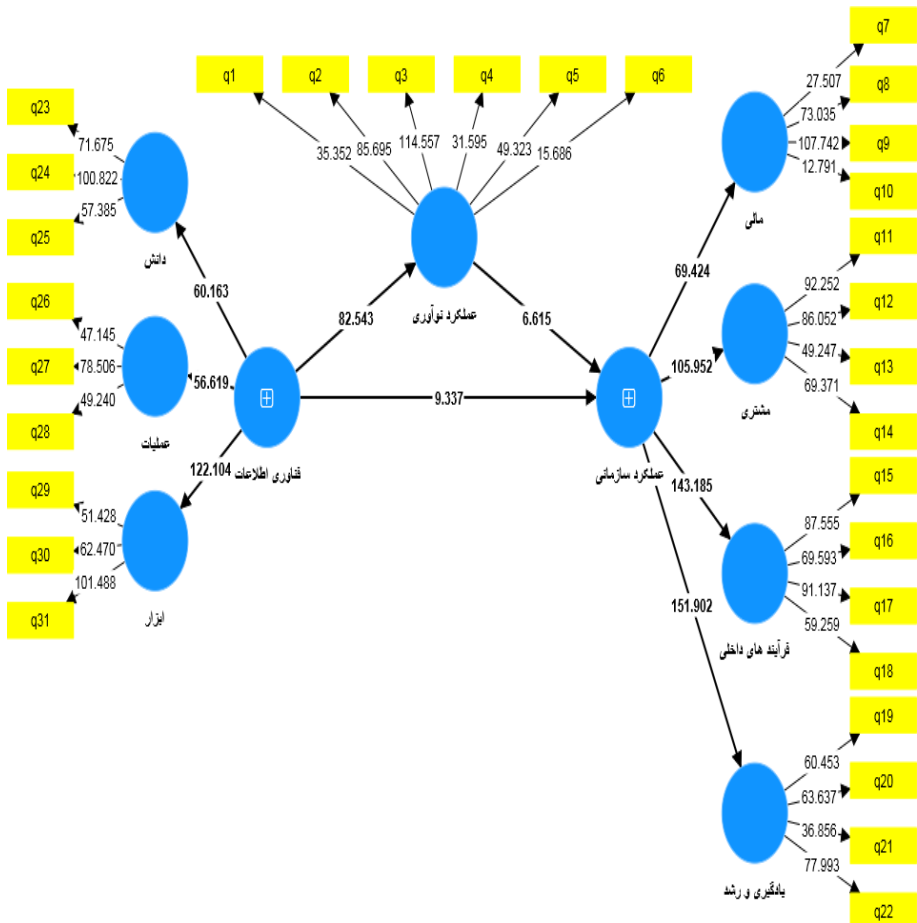 q1
q2
q3
q4
q5
q6
35.352
85.695
114.557
31.595
49.323
15.686
عملکرد نوآوری
q23
q24
q25
71.675
100.822
57.385
دانش
q26
q27
q28
47.145
78.506
49.240
عملیات
q29
q30
q31
51.428
62.470
101.488
ابزار
60.163
56.619
122.104
فناوری اطلاعات
82.543
6.615
9.337
عملکرد سازمانی
69.424
105.952
143.185
151.902
q7
q8
q9
q10
27.507
73.035
107.742
12.791
مالی
q11
q12
q13
q14
92.252
86.052
49.247
69.371
مشتری
q15
q16
q17
q18
87.555
69.593
91.137
59.259
فرآیند های داخلی
q19
q20
q21
q22
60.453
63.637
36.856
77.993
یادگیری و رشد